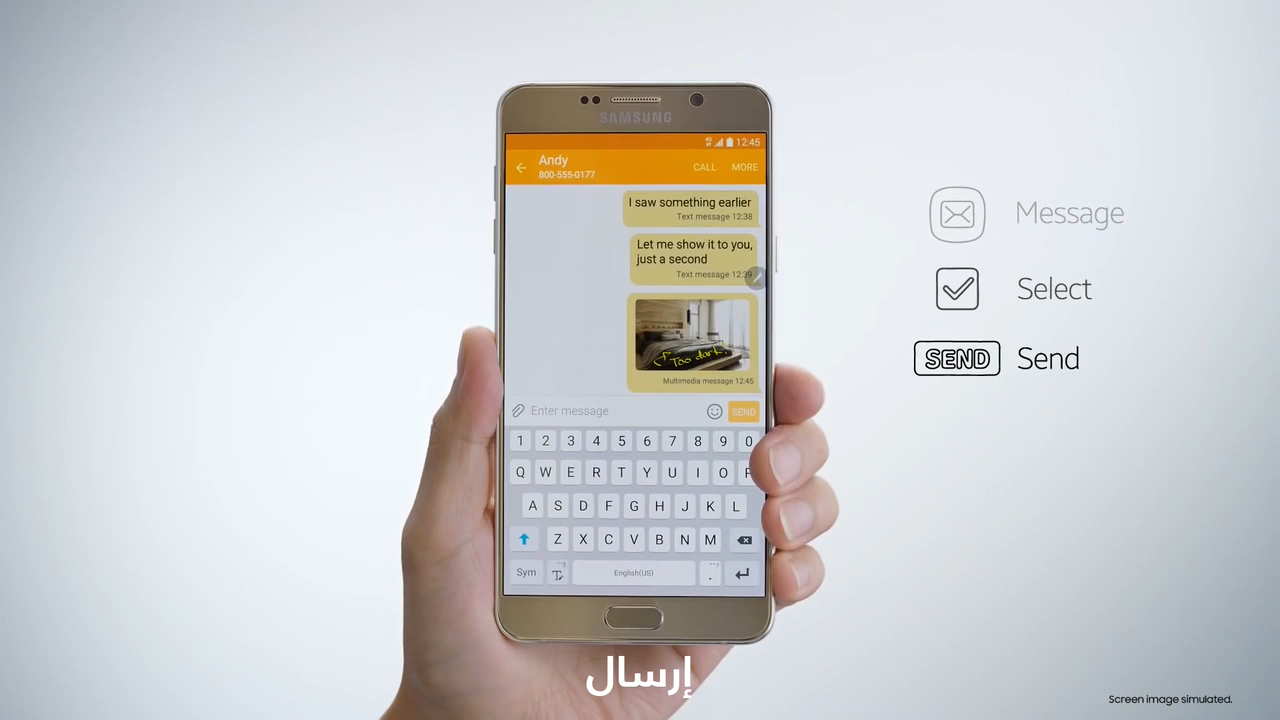 SAMSUNG
12:45
Andy
800-555-0177
CALL
MORE
I saw something earlier
Text message 12:38
Let me show it to you,
just a second
Text message 12:39
Too dark!
Multimedia message 12:45
Enter message
SEND
1 2 3 4 5 6 7 8 9 0
Q W E R T Y U I O P
A S D F G H J K L
Z X C V B N M
Sym
English(US)
.
Message
Select
SEND
Send
إرسال
Screen image simulated.